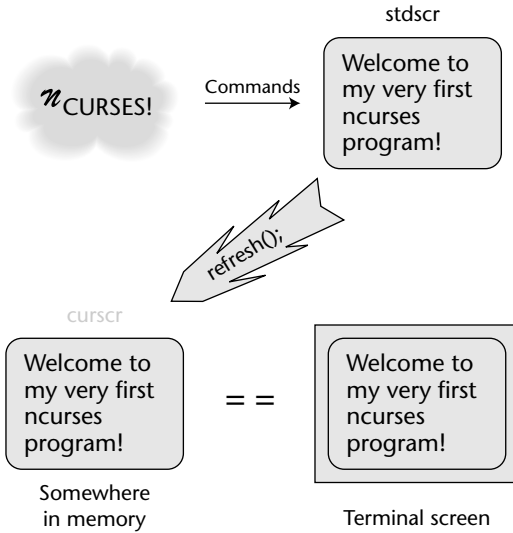 stdscr
nCURSES!
Commands
Welcome to
my very first
ncurses
program!
refresh();
curscr
Welcome to
my very first
ncurses
program!
= =
Welcome to
my very first
ncurses
program!
Somewhere
in memory
Terminal screen